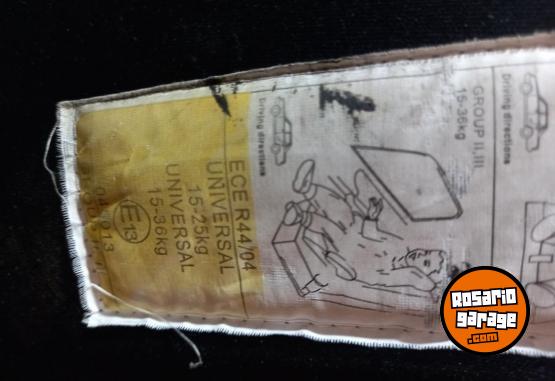 ECE R44/04
UNIVERSAL
15-25kg
UNIVERSAL
15-36kg
E13
Driving directions
GROUP II,III
15-36kg
Driving directions
Rosario
garage
.com